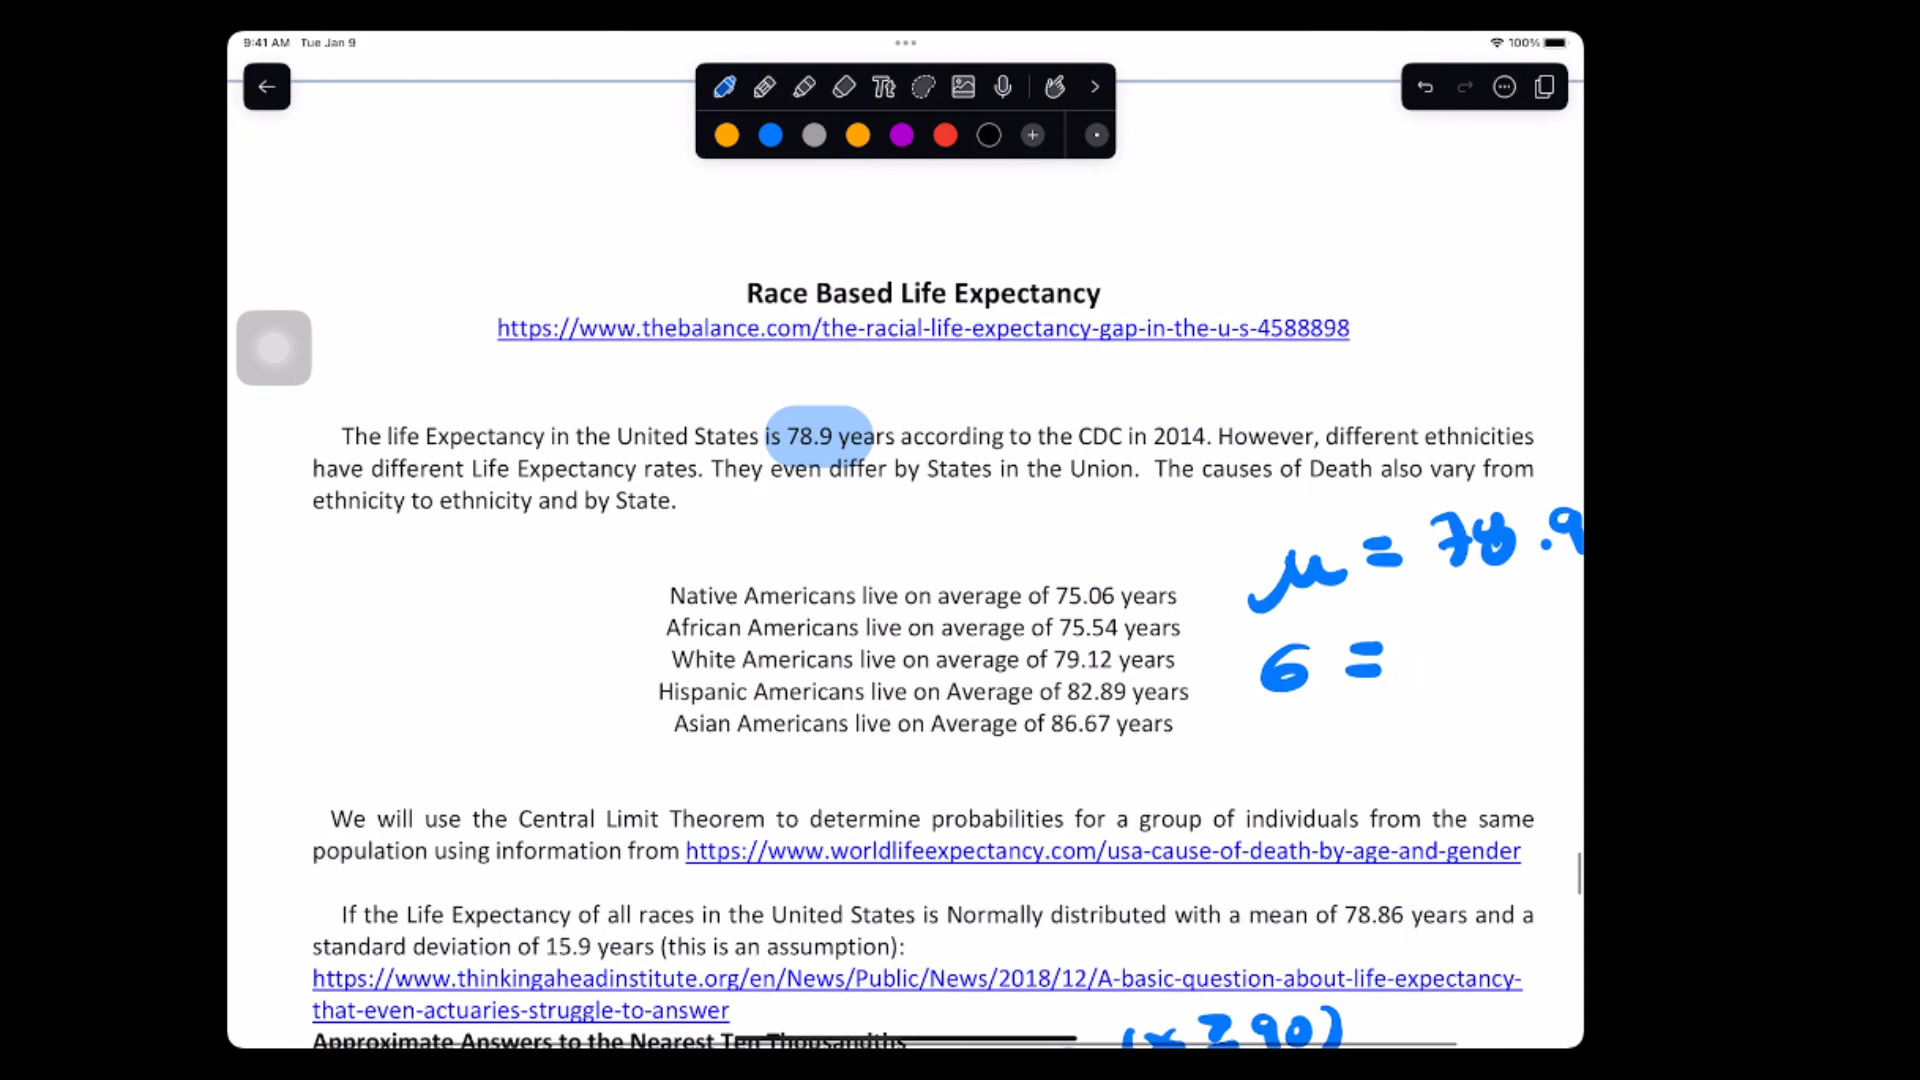 9:41 AM Tue Jan 9
100%
Tt
Race Based Life Expectancy
https://www.thebalance.com/the-racial-life-expectancy-gap-in-the-u-s-4588898
The life Expectancy in the United States is 78.9 years according to the CDC in 2014. However, different ethnicities
have different Life Expectancy rates. They even differ by States in the Union. The causes of Death also vary from
ethnicity to ethnicity and by State.
μ = 78.9
Native Americans live on average of 75.06 years
African Americans live on average of 75.54 years
White Americans live on average of 79.12 years
σ =
Hispanic Americans live on Average of 82.89 years
Asian Americans live on Average of 86.67 years
We will use the Central Limit Theorem to determine probabilities for a group of individuals from the same
population using information from https://www.worldlifeexpectancy.com/usa-cause-of-death-by-age-and-gender
If the Life Expectancy of all races in the United States is Normally distributed with a mean of 78.86 years and a
standard deviation of 15.9 years (this is an assumption):
https://www.thinkingaheadinstitute.org/en/News/Public/News/2018/12/A-basic-question-about-life-expectancy-
that-even-actuaries-struggle-to-answer
Approximate Answers to the Nearest Ten Thousandths
(x ≥ 90)